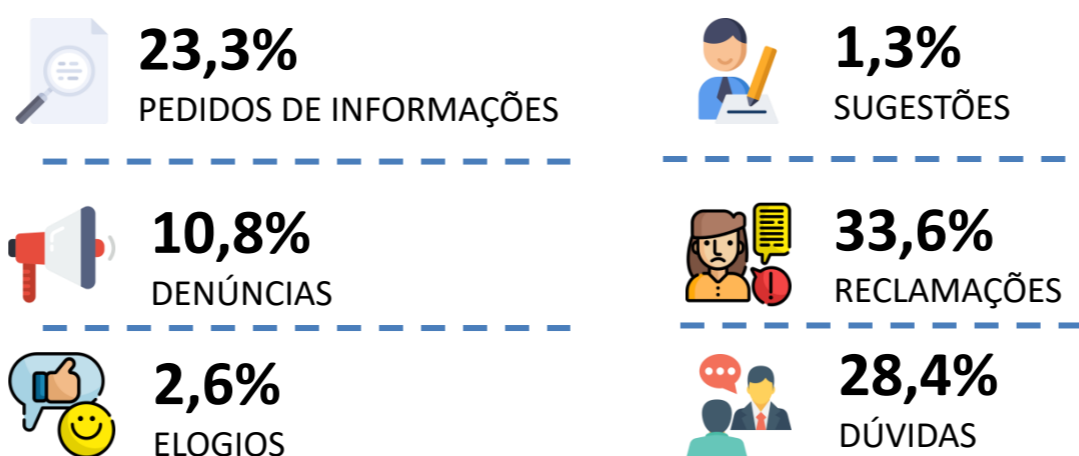 23,3%
PEDIDOS DE INFORMAÇÕES
1,3%
SUGESTÕES
10,8%
DENÚNCIAS
33,6%
RECLAMAÇÕES
2,6%
ELOGIOS
28,4%
DÚVIDAS